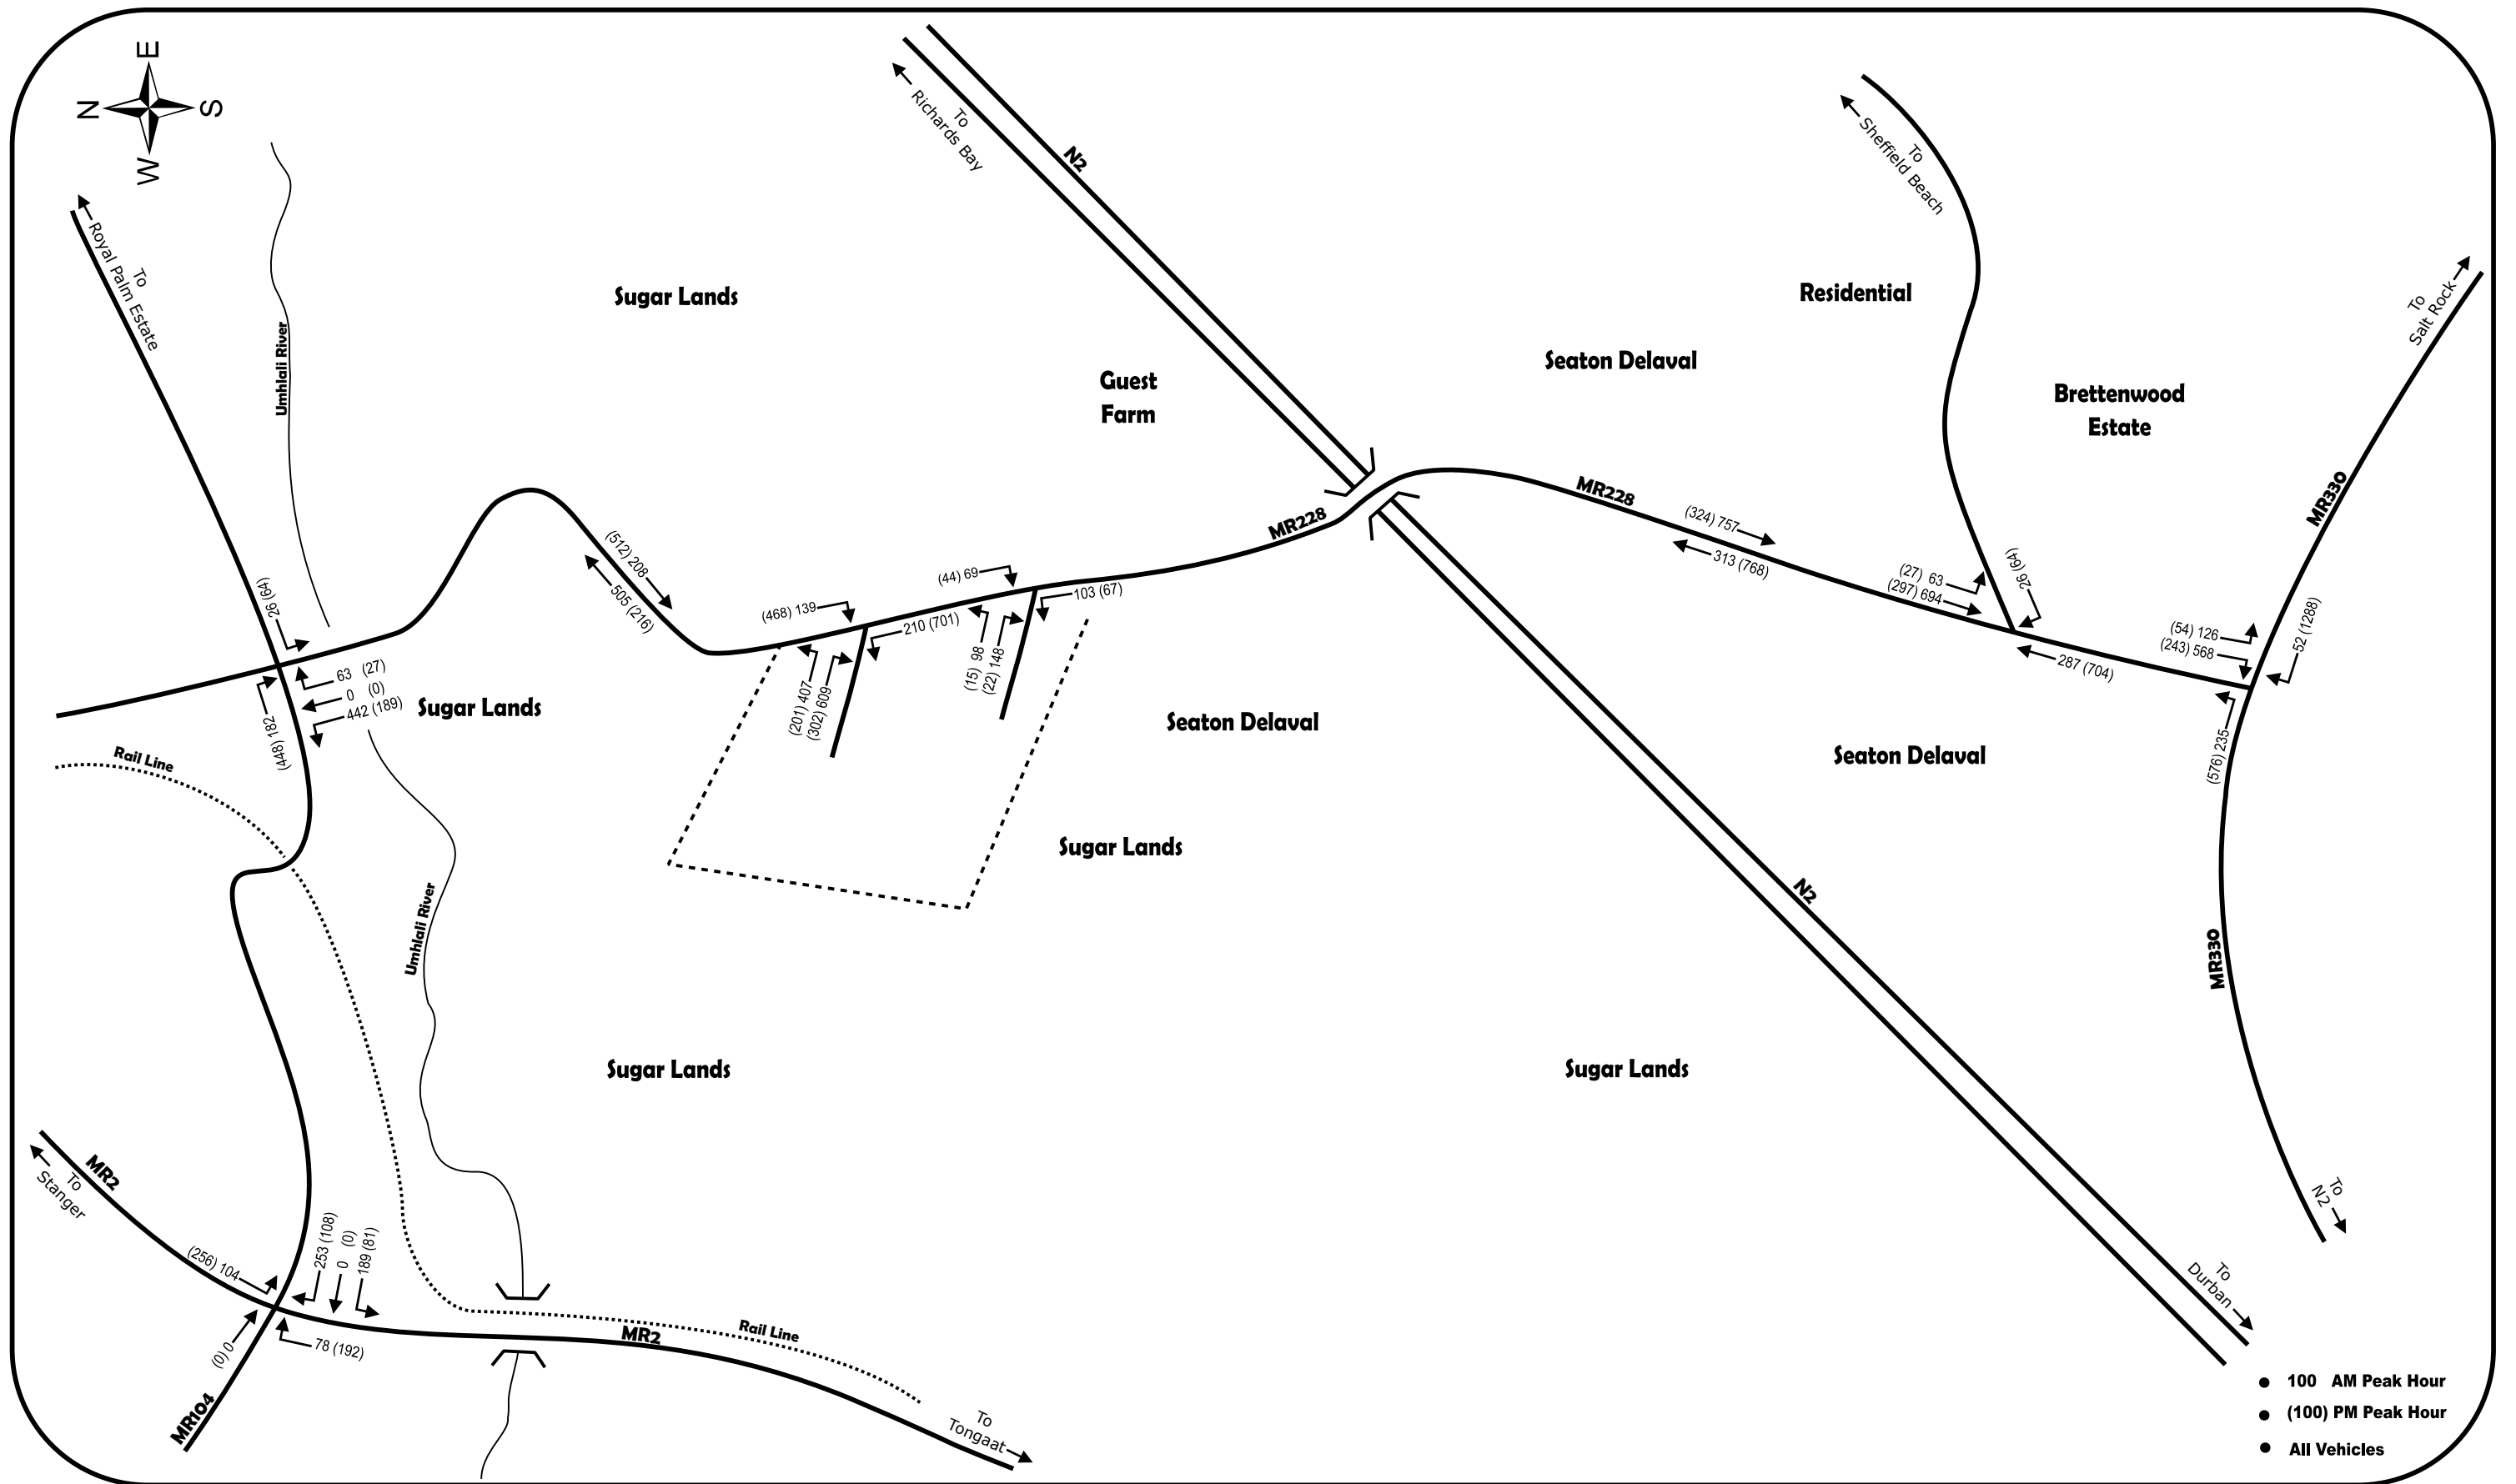 E
N
S
W
To
Richards Bay
N2
To
Sheffield Beach
To
Royal Palm Estate
Umhlali River
Sugar Lands
Residential
To
Salt Rock
Seaton Delaval
Guest
Farm
Brettenwood
Estate
MR330
MR228
MR228
(324) 757
313 (768)
(512) 208
505 (216)
(44) 69
103 (67)
(468) 139
210 (701)
(15) 98
(22) 148
(201) 407
(302) 609
(27) 63
(297) 694
26 (64)
287 (704)
(54) 126
(243) 568
52 (1288)
(576) 235
26 (64)
63 (27)
0 (0)
442 (189)
(448) 182
Sugar Lands
Seaton Delaval
Seaton Delaval
Rail Line
Sugar Lands
Umhlali River
N2
MR330
Sugar Lands
Sugar Lands
MR2
To
Stanger
To
N2
(256) 104
253 (108)
0 (0)
189 (81)
(0) 0
78 (192)
MR104
MR2
Rail Line
To
Tongaat
To
Durban
100 AM Peak Hour
(100) PM Peak Hour
All Vehicles